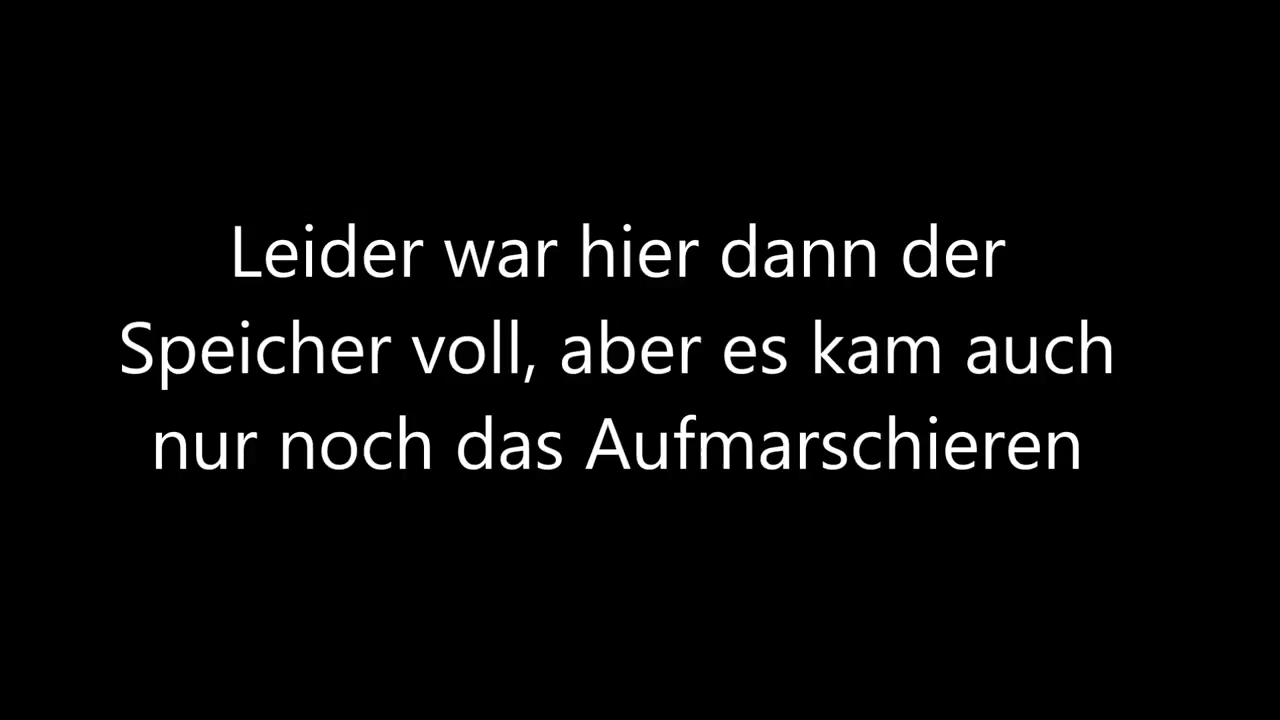 Leider war hier dann der
Speicher voll, aber es kam auch
nur noch das Aufmarschieren